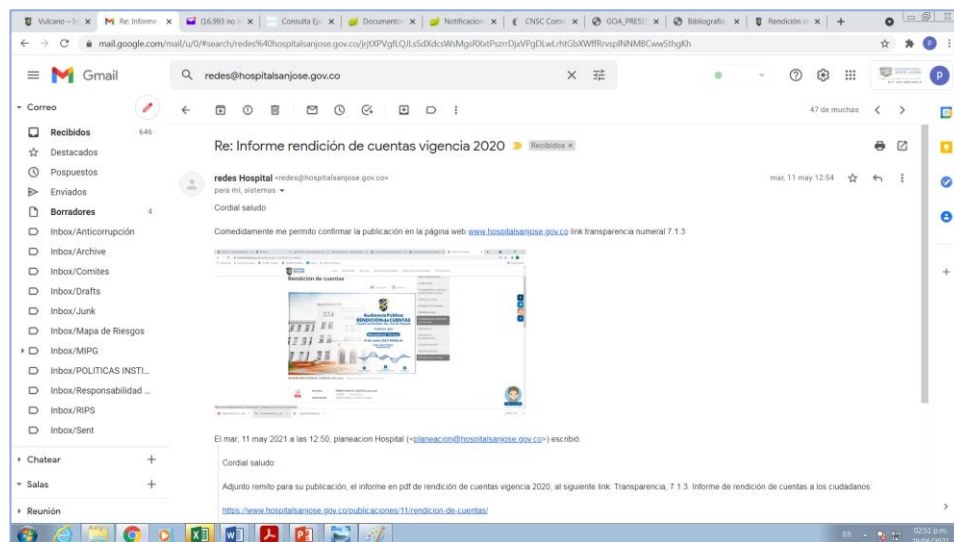 Vulcano – In
Re: Informe
(16,993 no l
Consulta Eje
Documento
Notificacion
CNSC Comi
GOA_PRESE
Bibliografia
Rendición d
mail.google.com/mail/u/0/#search/redes%40hospitalsanjose.gov.co/
Gmail
redes@hospitalsanjose.gov.co
Correo
47 de muchas
Recibidos 646
Destacados
Pospuestos
Enviados
Borradores 4
Inbox/Anticorrupción
Inbox/Archive
Inbox/Comites
Inbox/Drafts
Inbox/Junk
Inbox/Mapa de Riesgos
Inbox/MIPG
Inbox/POLITICAS INSTI...
Inbox/Responsabilidad ...
Inbox/RIPS
Inbox/Sent
Chatear
Salas
Reunión
Re: Informe rendición de cuentas vigencia 2020 Recibidos x
redes Hospital <redes@hospitalsanjose.gov.co> mar, 11 may 12:54
para mí, sistemas
Cordial saludo
Comedidamente me permito confirmar la publicación en la página web www.hospitalsanjose.gov.co link transparencia numeral 7.1.3
Rendición de cuentas
Audiencia Pública
RENDICIÓN de CUENTAS
El mar, 11 may 2021 a las 12:50, planeacion Hospital (<planeacion@hospitalsanjose.gov.co>) escribió:
Cordial saludo:
Adjunto remito para su publicación, el informe en pdf de rendición de cuentas vigencia 2020, al siguiente link: Transparencia, 7.1.3. Informe de rendición de cuentas a los ciudadanos:
https://www.hospitalsanjose.gov.co/publicaciones/11/rendicion-de-cuentas/
ES
02:51 p.m.
29/06/2021